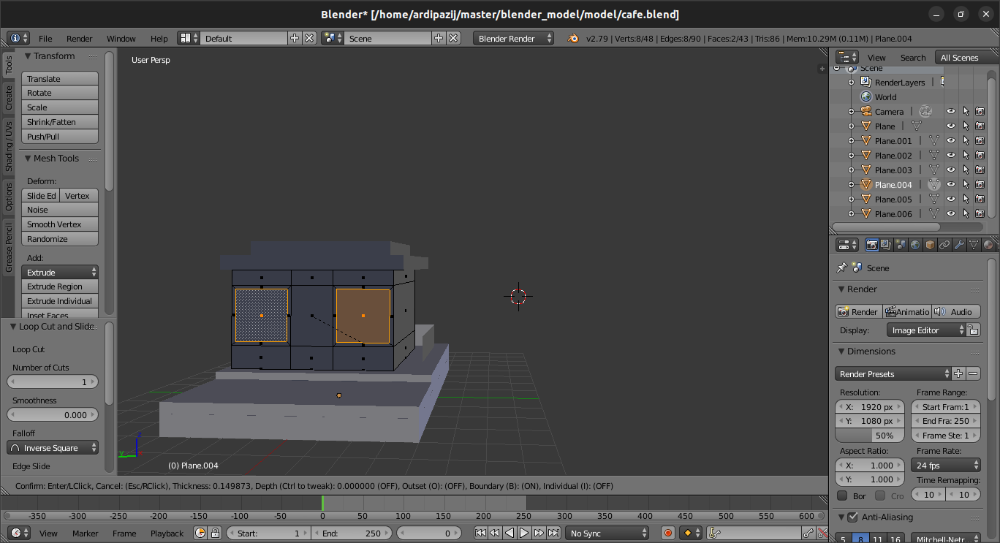 Blender* [/home/ardipazij/master/blender_model/model/cafe.blend]
File Render Window Help Default Scene Blender Render v2.79 | Verts:8/48 | Edges:8/90 | Faces:2/43 | Tris:86 | Mem:10.29M (0.11M) | Plane.004
Tools
Create
Shading / UVs
Options
Grease Pencil
Transform
Translate
Rotate
Scale
Shrink/Fatten
Push/Pull
Mesh Tools
Deform:
Slide Ed Vertex
Noise
Smooth Vertex
Randomize
Add:
Extrude
Extrude Region
Extrude Individual
Inset Faces
Loop Cut and Slide
Loop Cut
Number of Cuts
1
Smoothness
0.000
Falloff
Inverse Square
Edge Slide
User Persp
z
y
(0) Plane.004
Confirm: Enter/LClick, Cancel: (Esc/RClick), Thickness: 0.149873, Depth (Ctrl to tweak): 0.000000 (OFF), Outset (O): (OFF), Boundary (B): (ON), Individual (I): (OFF)
-350 -300 -250 -200 -150 -100 -50 0 50 100 150 200 250 300 350 400 450 500 550 600
View Marker Frame Playback Start: 1 End: 250 0 No Sync
View Search All Scenes
Scene
RenderLayers |
World
Camera |
Plane |
Plane.001 |
Plane.002 |
Plane.003 |
Plane.004 |
Plane.005 |
Plane.006 |
Scene
Render
Render Animatio Audio
Display: Image Editor
Dimensions
Render Presets
Resolution: Frame Range:
X: 1920 px Start Fram:1
Y: 1080 px End Fra: 250
50% Frame Ste: 1
Aspect Ratio: Frame Rate:
X: 1.000 24 fps
Y: 1.000 Time Remapping:
Bor Cro 10 10
Anti-Aliasing
5 8 11 16 Mitchell-Netr...